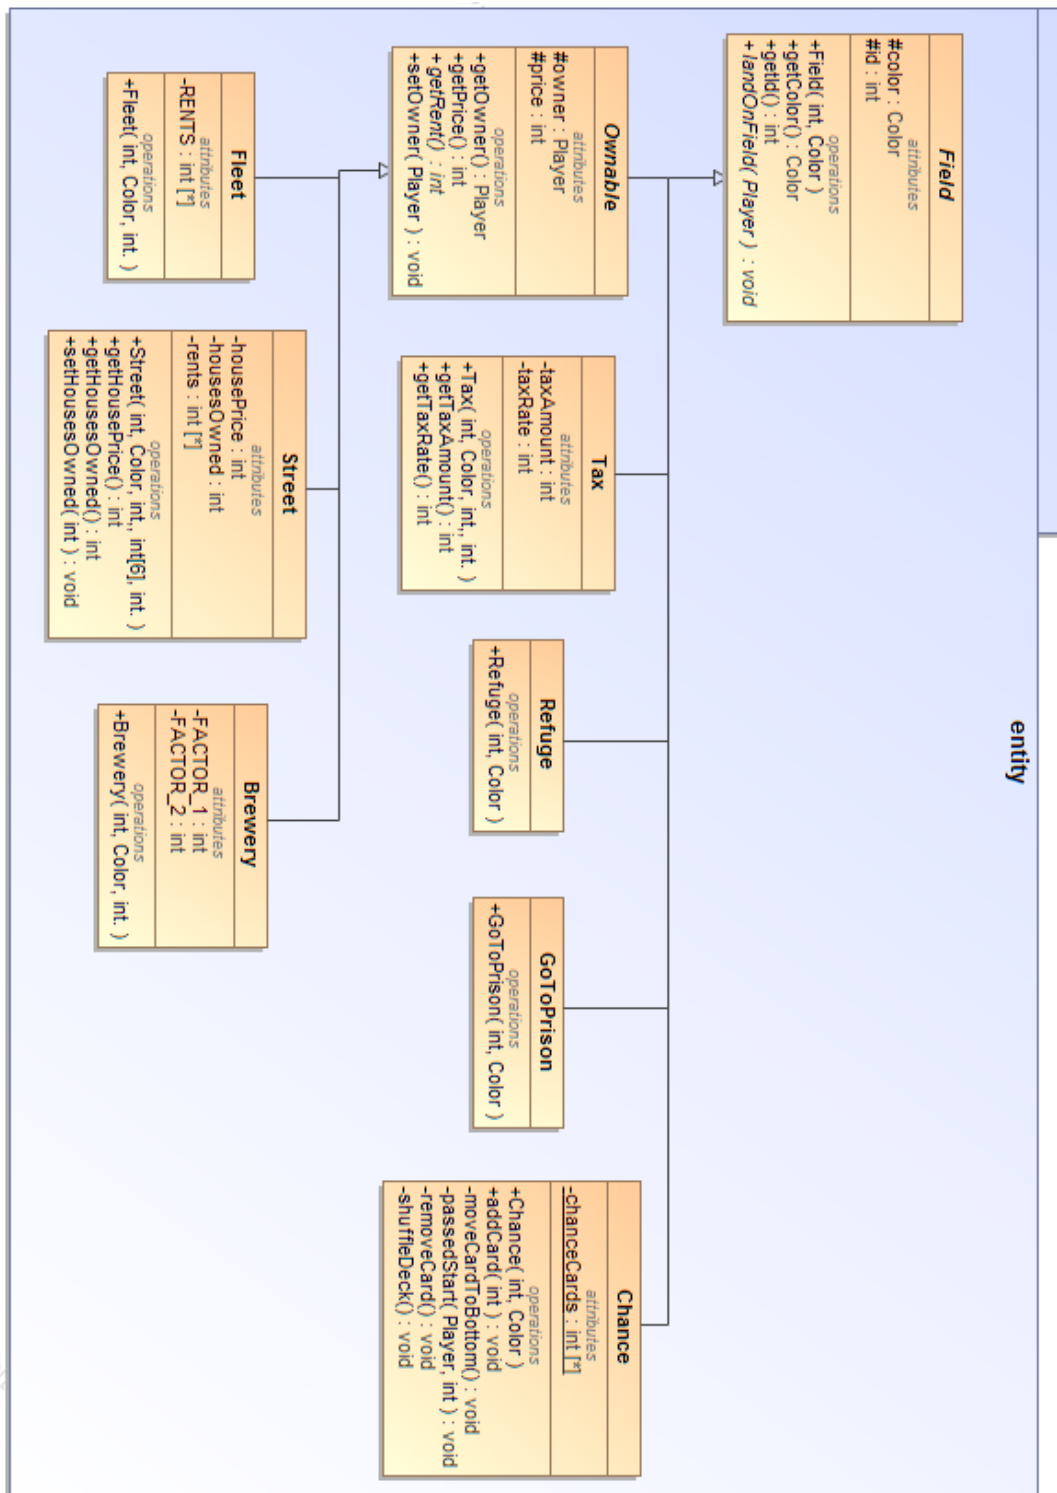 entity
Field
attributes
#color : Color
#id : int
operations
+Field( int, Color )
+getColor() : Color
+getId() : int
+landOnField( Player ) : void
Ownable
attributes
#owner : Player
#price : int
operations
+getOwner() : Player
+getPrice() : int
+getRent() : int
+setOwner( Player ) : void
Tax
attributes
-taxAmount : int
-taxRate : int
operations
+Tax( int, Color, int,, int. )
+getTaxAmount() : int
+getTaxRate() : int
Refuge
operations
+Refuge( int, Color )
GoToPrison
operations
+GoToPrison( int, Color )
Chance
attributes
-chanceCards : int [*]
operations
+Chance( int, Color )
+addCard( int ) : void
-moveCardToBottom() : void
-passedStart( Player, int ) : void
-removeCard() : void
-shuffleDeck() : void
Fleet
attributes
-RENTS : int [*]
operations
+Fleet( int, Color, int. )
Street
attributes
-housePrice : int
-housesOwned : int
-rents : int [*]
operations
+Street( int, Color, int,, int[6], int. )
+getHousePrice() : int
+getHousesOwned() : int
+setHousesOwned( int ) : void
Brewery
attributes
-FACTOR_1 : int
-FACTOR_2 : int
operations
+Brewery( int, Color, int. )